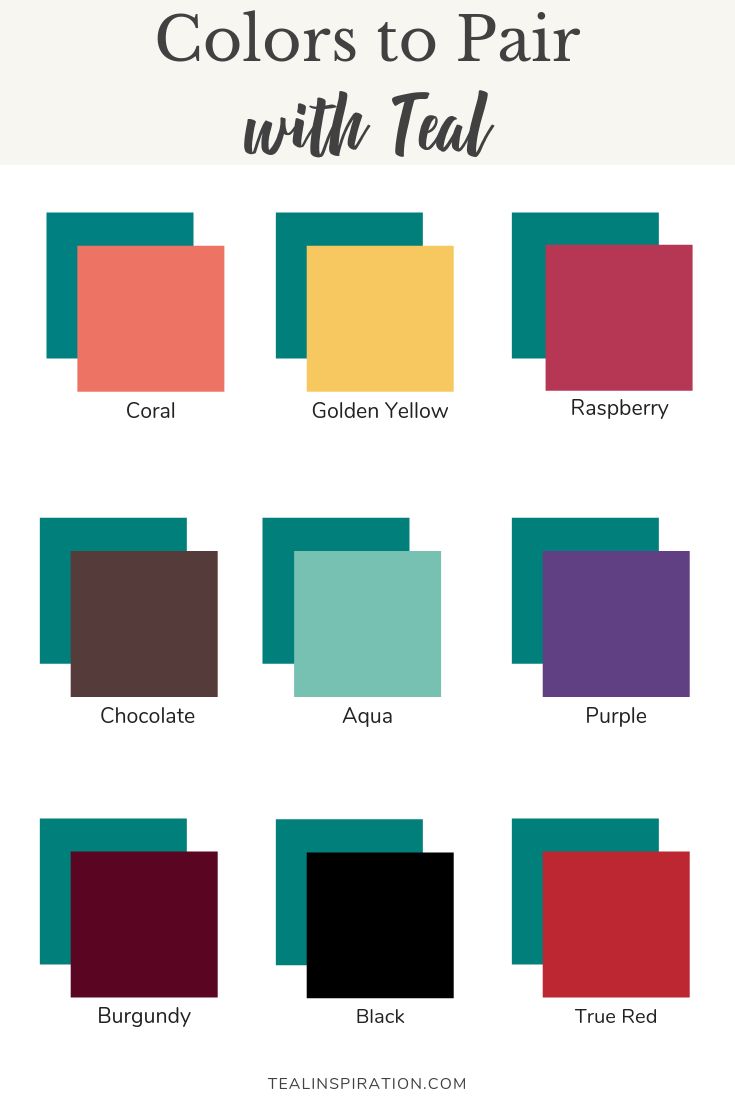 Colors to Pair
with Teal
Coral
Golden Yellow
Raspberry
Chocolate
Aqua
Purple
Burgundy
Black
True Red
TEALINSPIRATION.COM